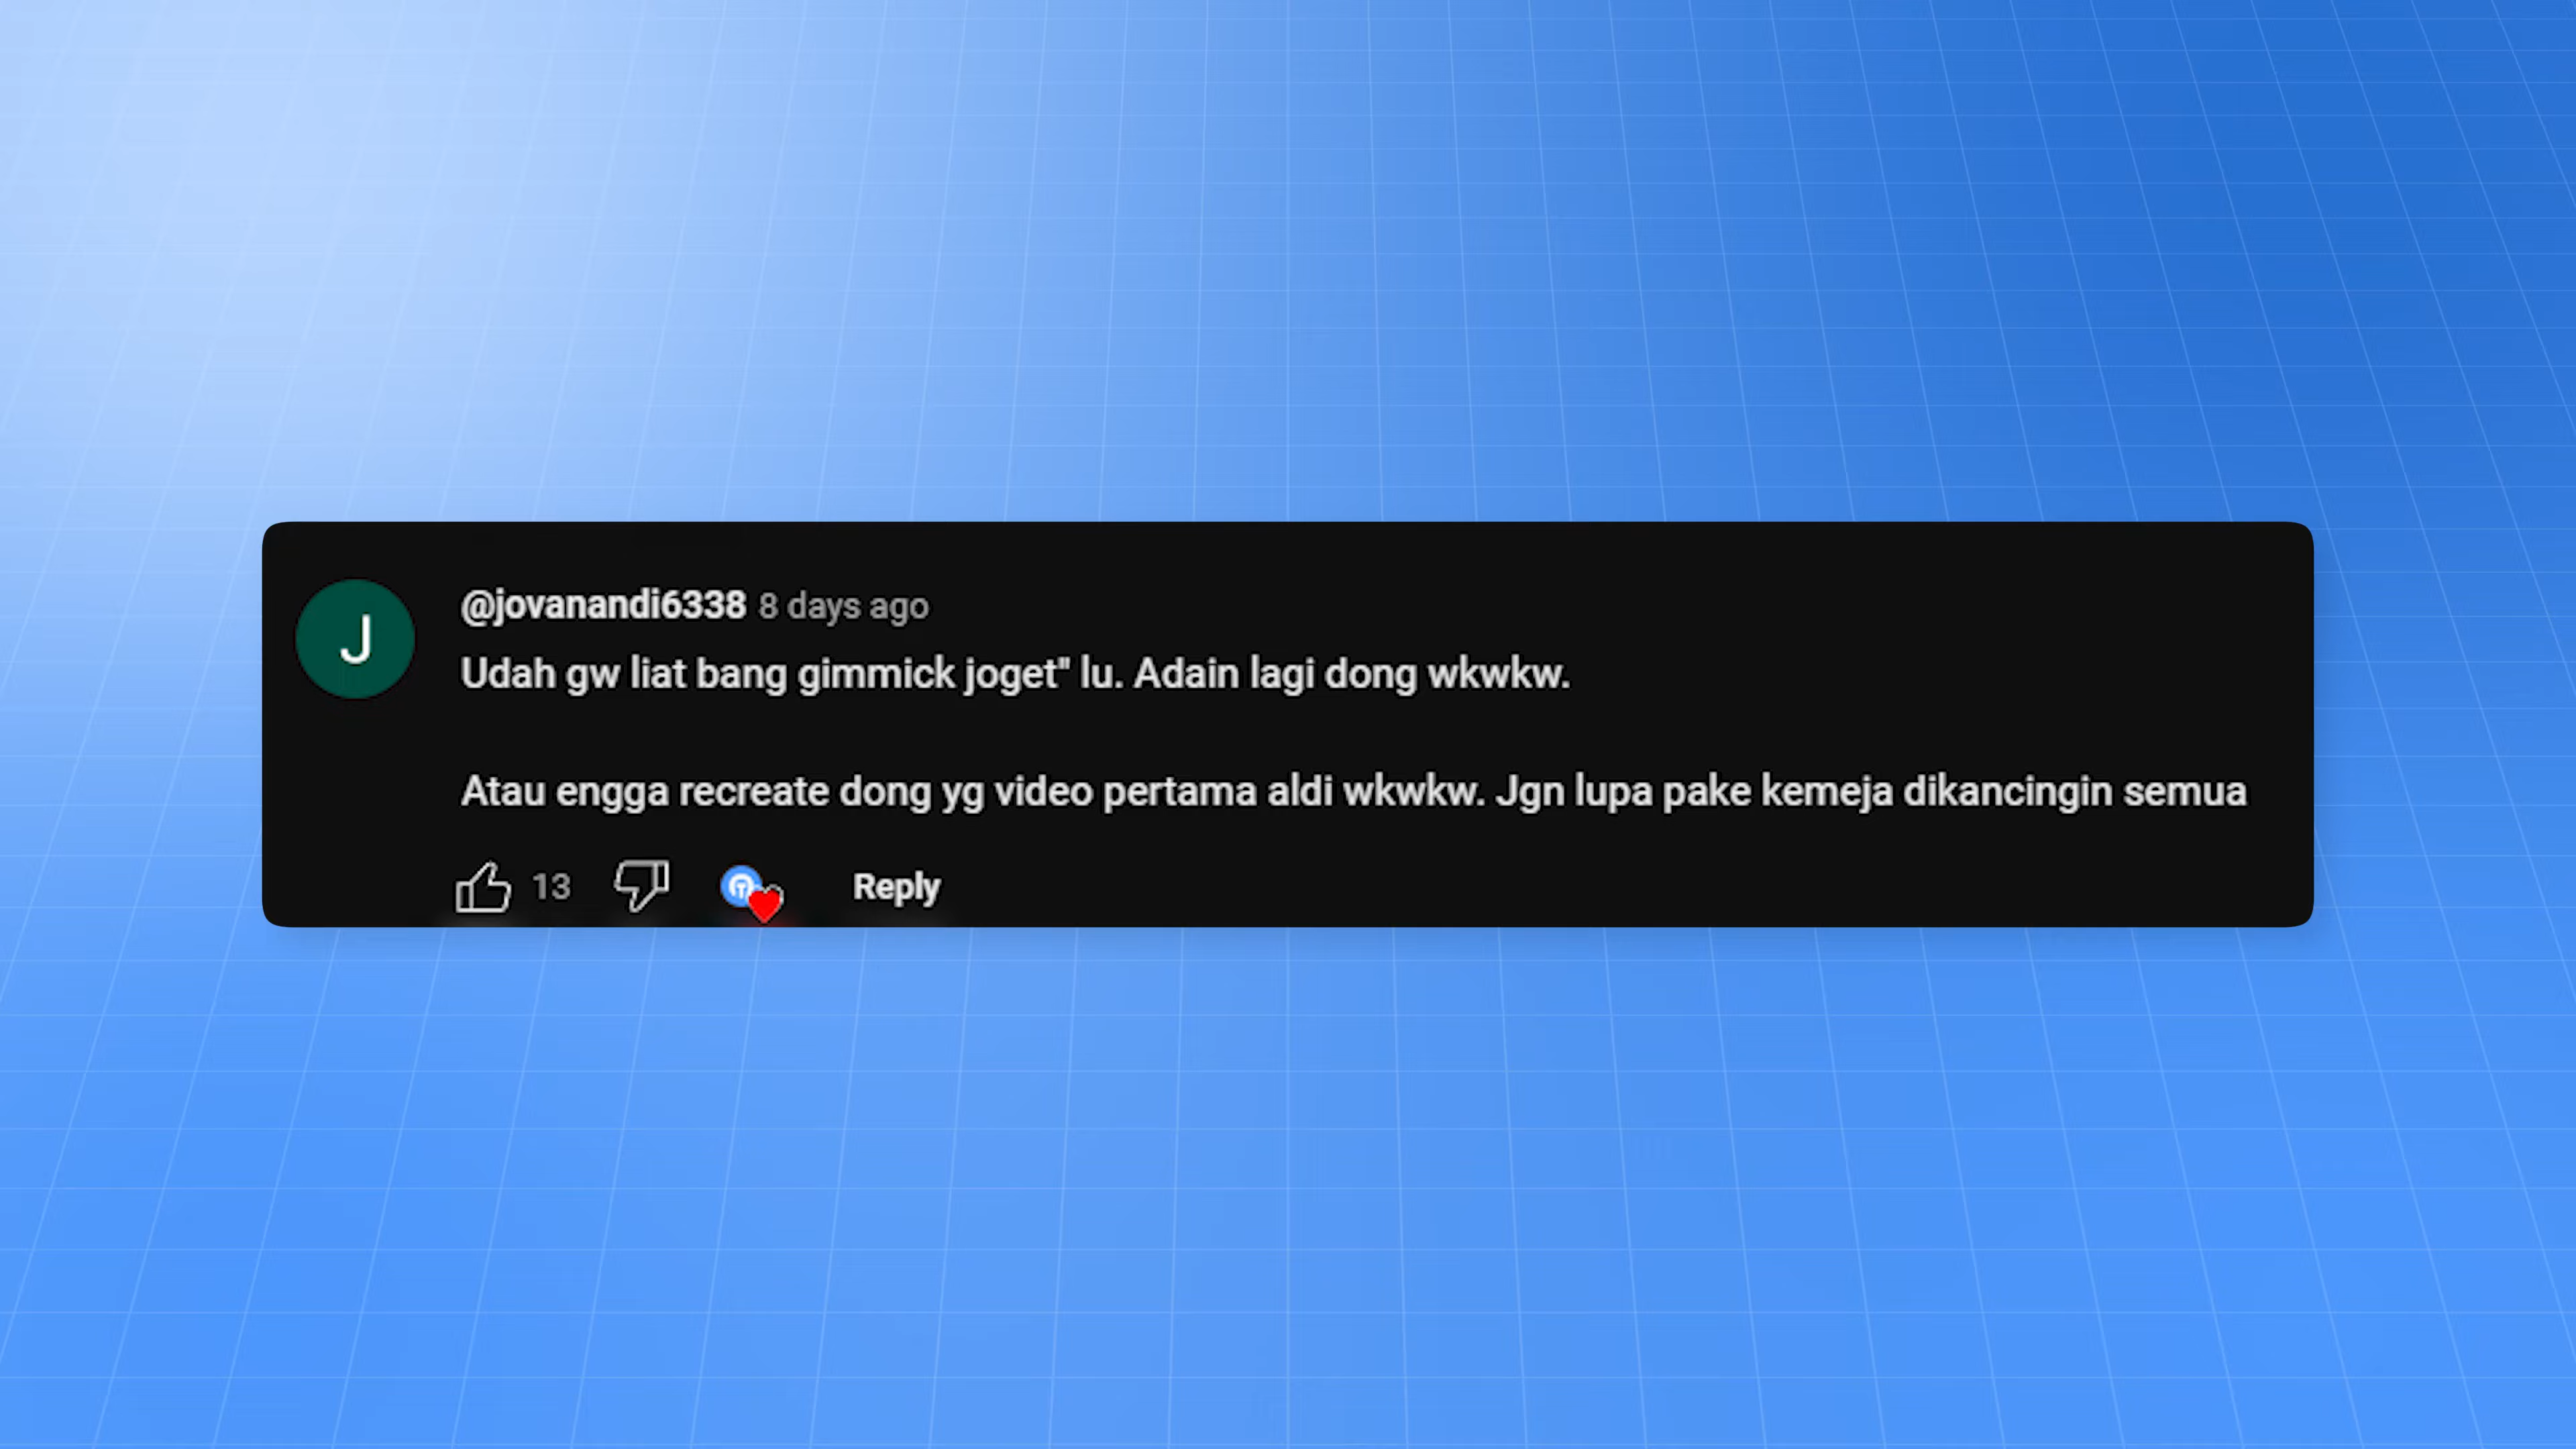 J
@jovanandi6338 8 days ago
Udah gw liat bang gimmick joget" lu. Adain lagi dong wkwkw.
Atau engga recreate dong yg video pertama aldi wkwkw. Jgn lupa pake kemeja dikancingin semua
13 Reply